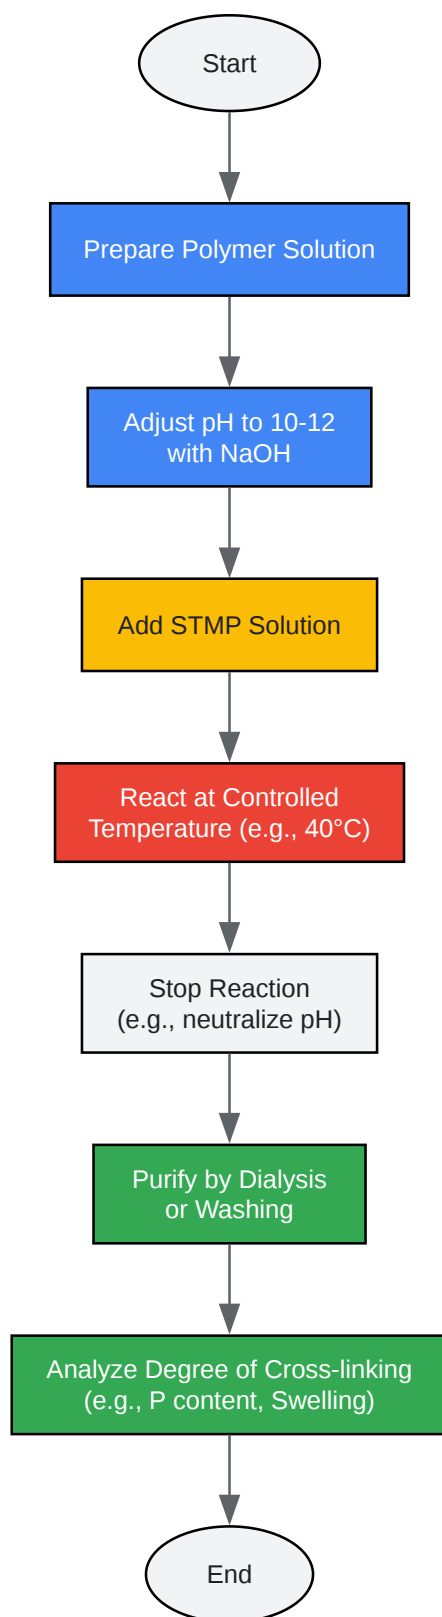 Start
Prepare Polymer Solution
Adjust pH to 10-12
with NaOH
Add STMP Solution
React at Controlled
Temperature (e.g., 40°C)
Stop Reaction
(e.g., neutralize pH)
Purify by Dialysis
or Washing
Analyze Degree of Cross-linking
(e.g., P content, Swelling)
End